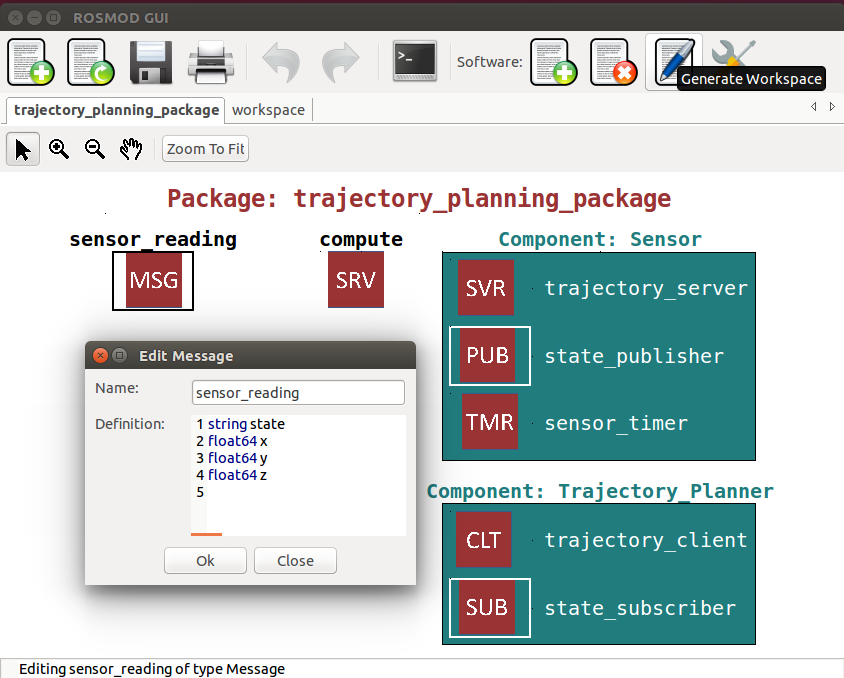 ROSMOD GUI
>_
Software:
Generate Workspace
trajectory_planning_package
workspace
Zoom To Fit
Package: trajectory_planning_package
sensor_reading
compute
Component: Sensor
MSG
SRV
SVR
trajectory_server
PUB
state_publisher
TMR
sensor_timer
Edit Message
Name:
sensor_reading
Definition:
1 string state
2 float64 x
3 float64 y
4 float64 z
5
Ok
Close
Component: Trajectory_Planner
CLT
trajectory_client
SUB
state_subscriber
Editing sensor_reading of type Message